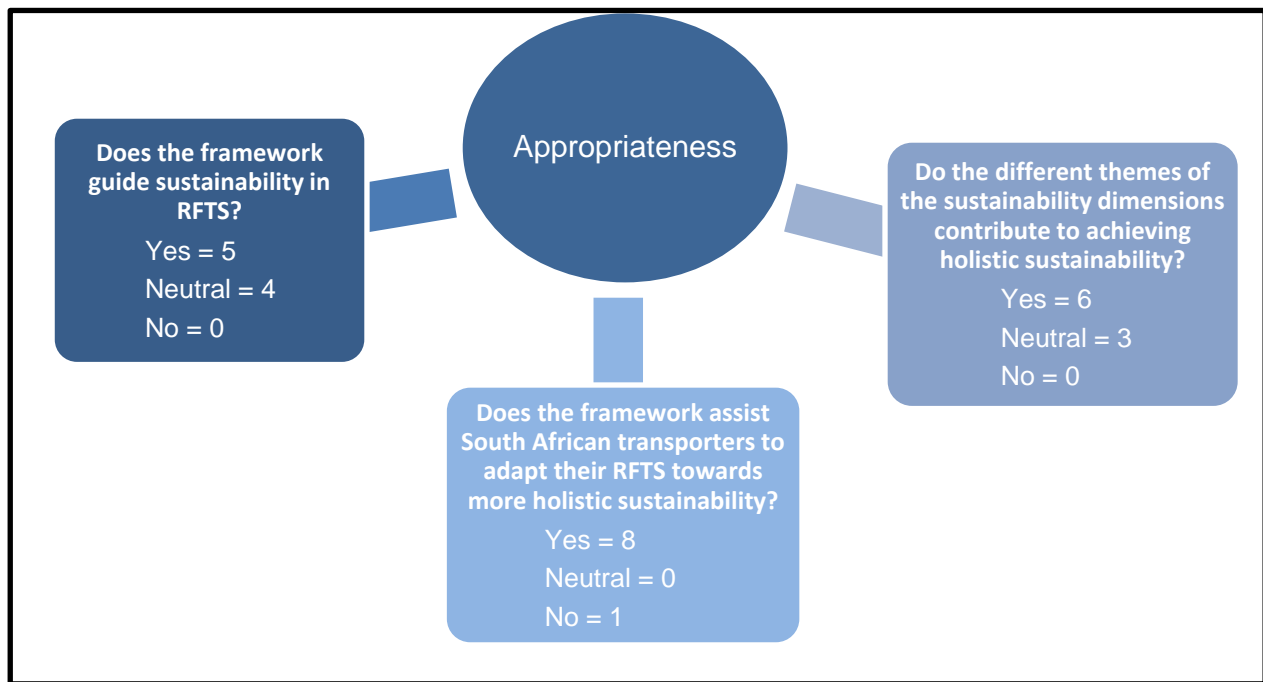 Appropriateness
Does the framework
guide sustainability in
RFTS?
Yes = 5
Neutral = 4
No = 0
Does the framework assist
South African transporters to
adapt their RFTS towards
more holistic sustainability?
Yes = 8
Neutral = 0
No = 1
Do the different themes of
the sustainability dimensions
contribute to achieving
holistic sustainability?
Yes = 6
Neutral = 3
No = 0